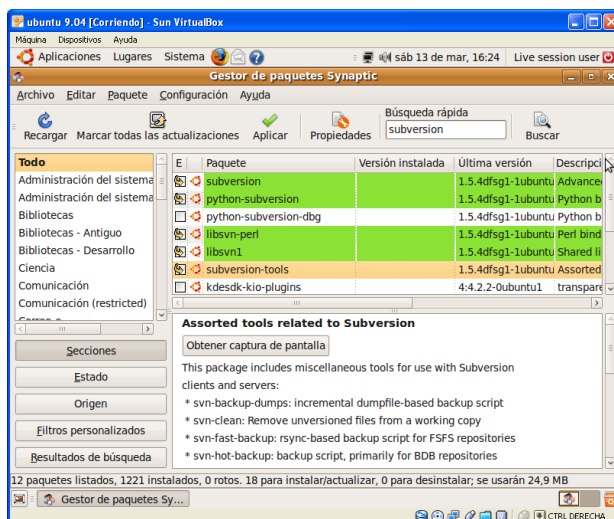 ubuntu 9.04 [Corriendo] - Sun VirtualBox
Máquina Dispositivos Ayuda
Aplicaciones Lugares Sistema sáb 13 de mar, 16:24 Live session user
Gestor de paquetes Synaptic
Archivo Editar Paquete Configuración Ayuda
Búsqueda rápida
subversion
Recargar Marcar todas las actualizaciones Aplicar Propiedades Buscar
Todo
Administración del sistema
Administración del sistema
Bibliotecas
Bibliotecas - Antiguo
Bibliotecas - Desarrollo
Ciencia
Comunicación
Comunicación (restricted)
Correo e
E Paquete Versión instalada Última versión Descripci
subversion 1.5.4dfsg1-1ubuntu Advance
python-subversion 1.5.4dfsg1-1ubuntu Python b
python-subversion-dbg 1.5.4dfsg1-1ubuntu Python b
libsvn-perl 1.5.4dfsg1-1ubuntu Perl bind
libsvn1 1.5.4dfsg1-1ubuntu Shared li
subversion-tools 1.5.4dfsg1-1ubuntu Assorted
kdesdk-kio-plugins 4:4.2.2-0ubuntu1 transpare
Secciones
Estado
Origen
Filtros personalizados
Resultados de búsqueda
Assorted tools related to Subversion
Obtener captura de pantalla
This package includes miscellaneous tools for use with Subversion
clients and servers:
* svn-backup-dumps: incremental dumpfile-based backup script
* svn-clean: Remove unversioned files from a working copy
* svn-fast-backup: rsync-based backup script for FSFS repositories
* svn-hot-backup: backup script, primarily for BDB repositories
12 paquetes listados, 1221 instalados, 0 rotos. 18 para instalar/actualizar, 0 para desinstalar; se usarán 24,9 MB
Gestor de paquetes Sy...
CTRL DERECHA